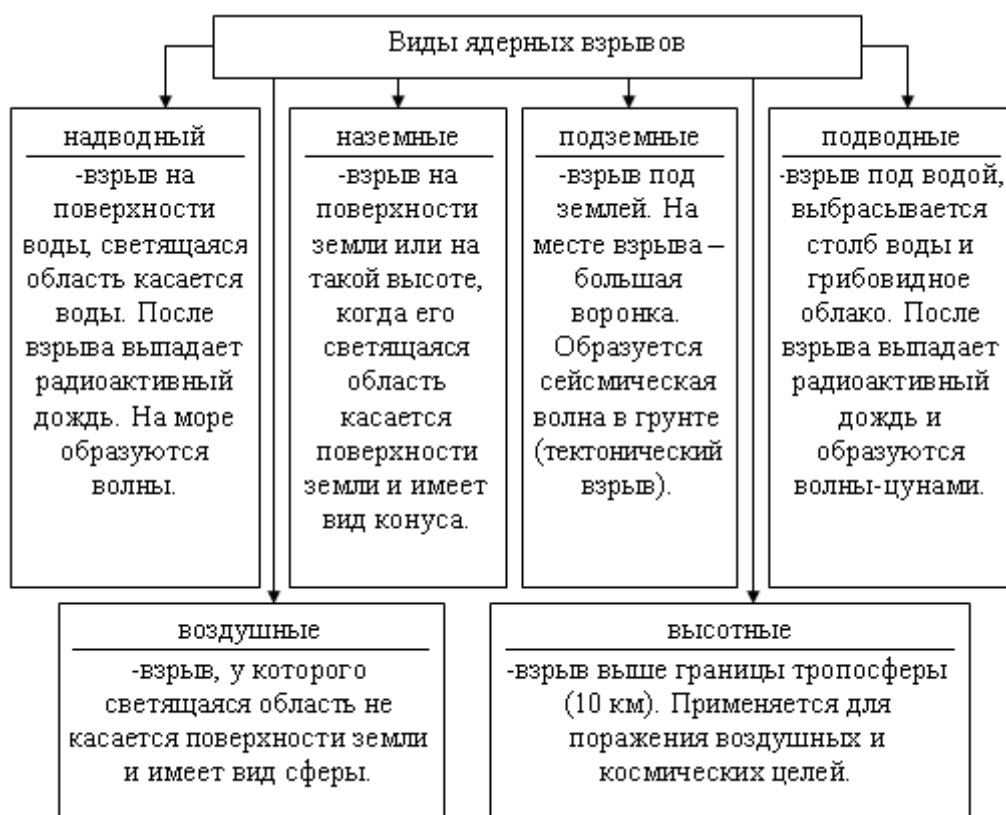 Виды ядерных взрывов
надводный
-взрыв на
поверхности
воды, светящаяся
область касается
воды. После
взрыва выпадает
радиоактивный
дождь. На море
образуются
волны.
наземные
-взрыв на
поверхности
земли или на
такой высоте,
когда его
светящаяся
область
касается
поверхности
земли и имеет
вид конуса.
подземные
-взрыв под
землей. На
месте взрыва –
большая
воронка.
Образуется
сейсмическая
волна в грунте
(тектонический
взрыв).
подводные
-взрыв под водой,
выбрасывается
столб воды и
грибовидное
облако. После
взрыва выпадает
радиоактивный
дождь и
образуются
волны-цунами.
воздушные
-взрыв, у которого
светящаяся область не
касается поверхности земли
и имеет вид сферы.
высотные
-взрыв выше границы тропосферы
(10 км). Применяется для
поражения воздушных и
космических целей.